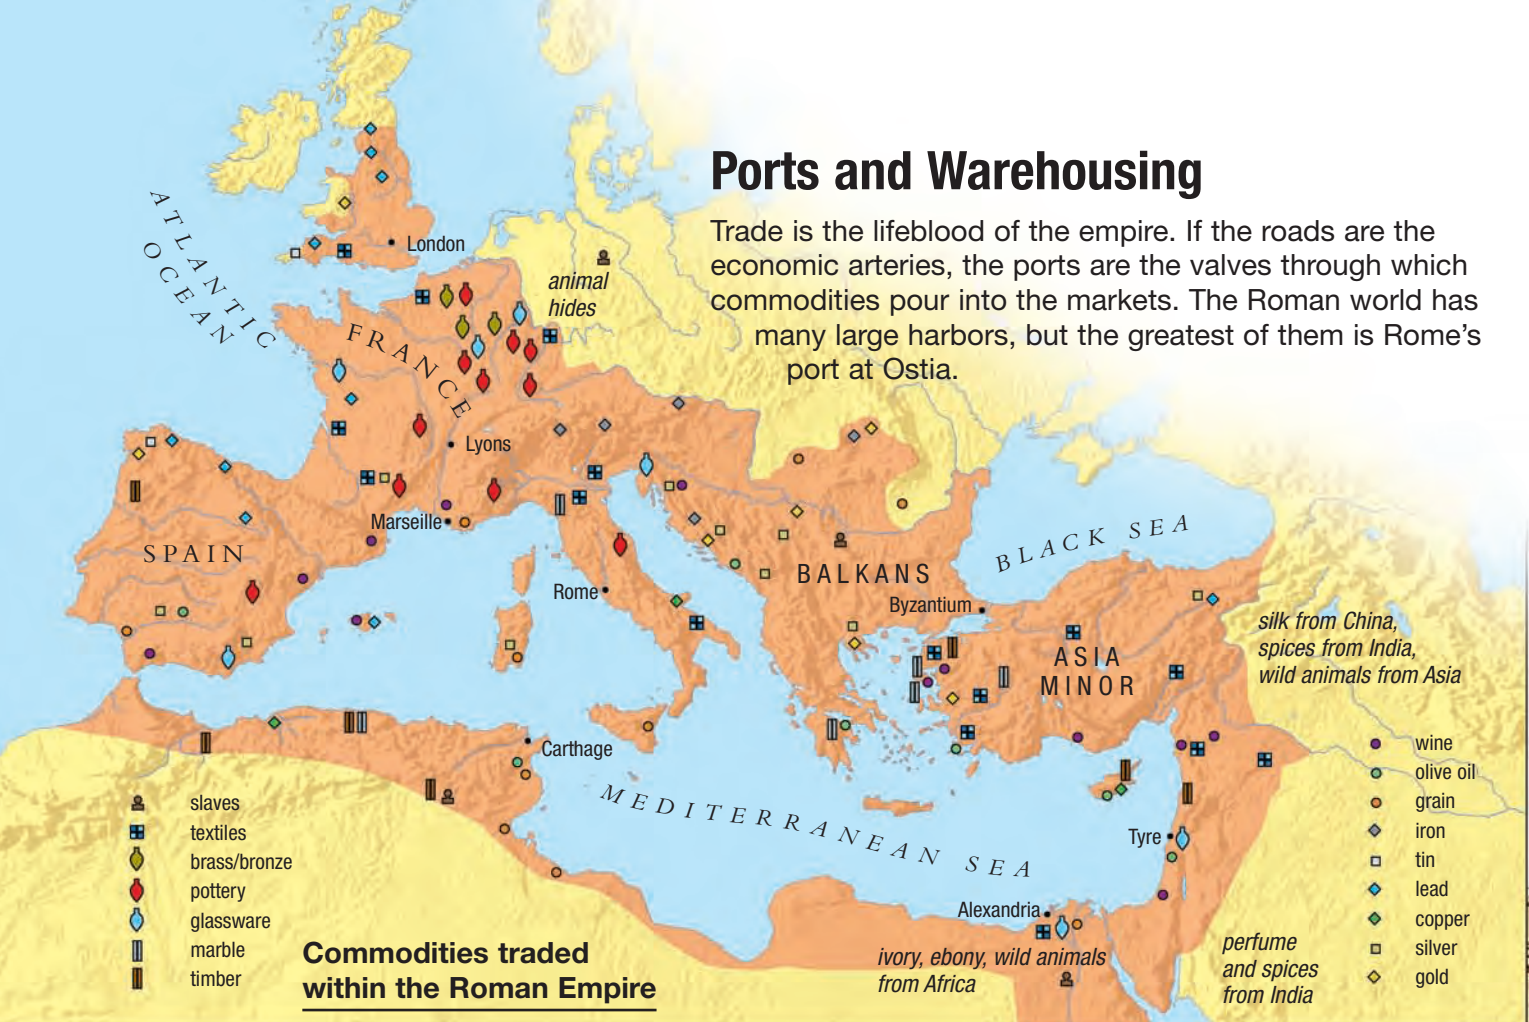 Ports and Warehousing
Trade is the lifeblood of the empire. If the roads are the
economic arteries, the ports are the valves through which
commodities pour into the markets. The Roman world has
many large harbors, but the greatest of them is Rome’s
port at Ostia.
ATLANTIC
OCEAN
London
animal
hides
FRANCE
Lyons
Marseille
SPAIN
Rome
BALKANS
BLACK SEA
Byzantium
ASIA
MINOR
silk from China,
spices from India,
wild animals from Asia
Carthage
MEDITERRANEAN SEA
Tyre
Alexandria
ivory, ebony, wild animals
from Africa
perfume
and spices
from India
slaves
textiles
brass/bronze
pottery
glassware
marble
timber
Commodities traded
within the Roman Empire
wine
olive oil
grain
iron
tin
lead
copper
silver
gold